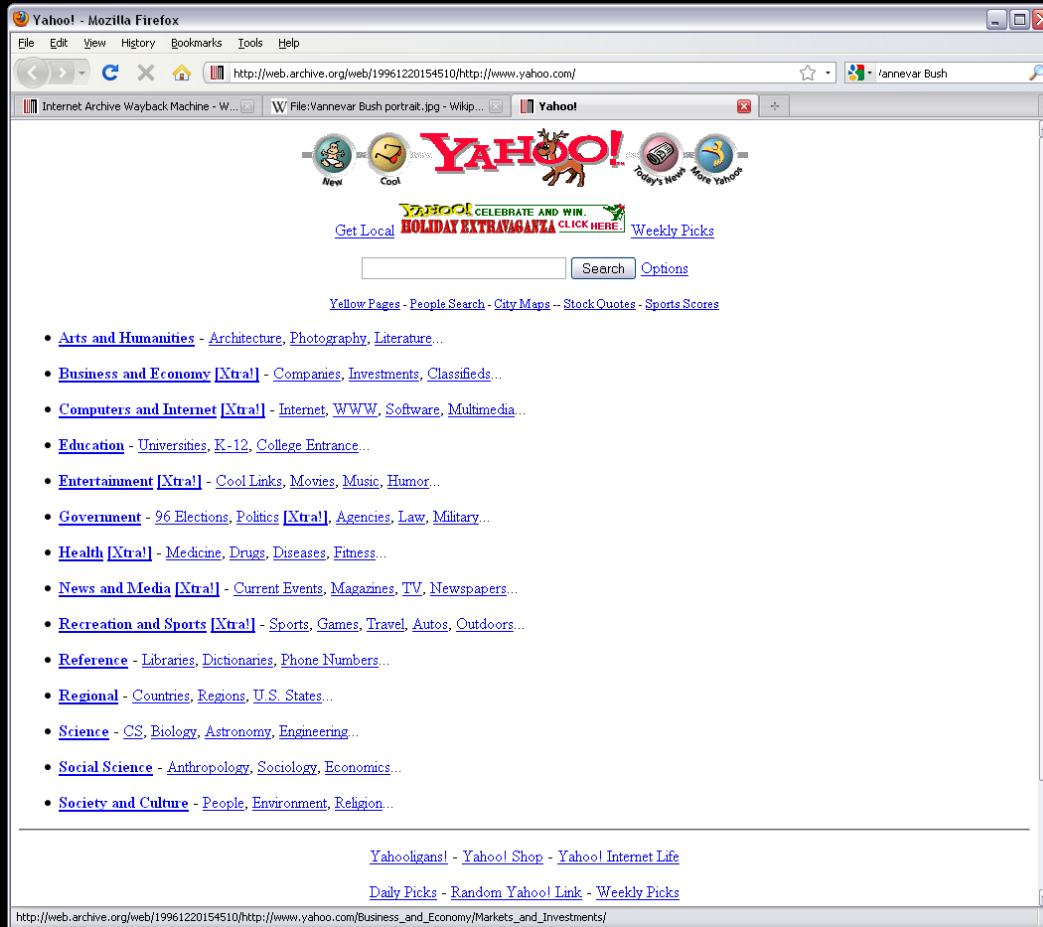 Yahoo! - Mozilla Firefox
File Edit View History Bookmarks Tools Help
http://web.archive.org/web/19961220154510/http://www.yahoo.com/ /annevar Bush
Internet Archive Wayback Machine - W... File:Vannevar Bush portrait.jpg - Wikip... Yahoo!
New Cool YAHOO! Today's News More Yahoos
Get Local YAHOO! CELEBRATE AND WIN. HOLIDAY EXTRAVAGANZA CLICK HERE. Weekly Picks
Search Options
Yellow Pages - People Search - City Maps -- Stock Quotes - Sports Scores
• Arts and Humanities - Architecture, Photography, Literature...
• Business and Economy [Xtra!] - Companies, Investments, Classifieds...
• Computers and Internet [Xtra!] - Internet, WWW, Software, Multimedia...
• Education - Universities, K-12, College Entrance...
• Entertainment [Xtra!] - Cool Links, Movies, Music, Humor...
• Government - 96 Elections, Politics [Xtra!], Agencies, Law, Military...
• Health [Xtra!] - Medicine, Drugs, Diseases, Fitness...
• News and Media [Xtra!] - Current Events, Magazines, TV, Newspapers...
• Recreation and Sports [Xtra!] - Sports, Games, Travel, Autos, Outdoors...
• Reference - Libraries, Dictionaries, Phone Numbers...
• Regional - Countries, Regions, U.S. States...
• Science - CS, Biology, Astronomy, Engineering...
• Social Science - Anthropology, Sociology, Economics...
• Society and Culture - People, Environment, Religion...
Yahooligans! - Yahoo! Shop - Yahoo! Internet Life
Daily Picks - Random Yahoo! Link - Weekly Picks
http://web.archive.org/web/19961220154510/http://www.yahoo.com/Business_and_Economy/Markets_and_Investments/